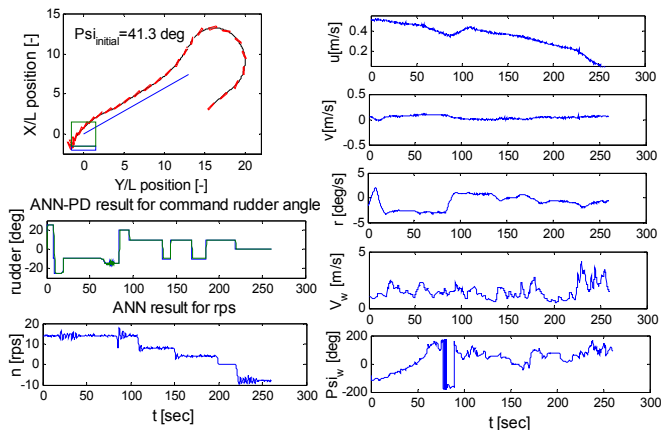 Psi_initial=41.3 deg
X/L position [-]
15
10
5
0
0 5 10 15 20 25
Y/L position [-]
ANN-PD result for command rudder angle
rudder [deg]
20
0
-20
0 50 100 150 200 250 300
ANN result for rps
n [rps]
20
10
0
-10
0 50 100 150 200 250 300
t [sec]
u[m/s]
0.4
0.2
0 50 100 150 200 250 300
v[m/s]
0.5
0
-0.5
0 50 100 150 200 250 300
r [deg/s]
5
0
-5
0 50 100 150 200 250 300
V_w [m/s]
4
2
0
0 50 100 150 200 250 300
Psi_w [deg]
200
0
-200
0 50 100 150 200 250 300
t [sec]